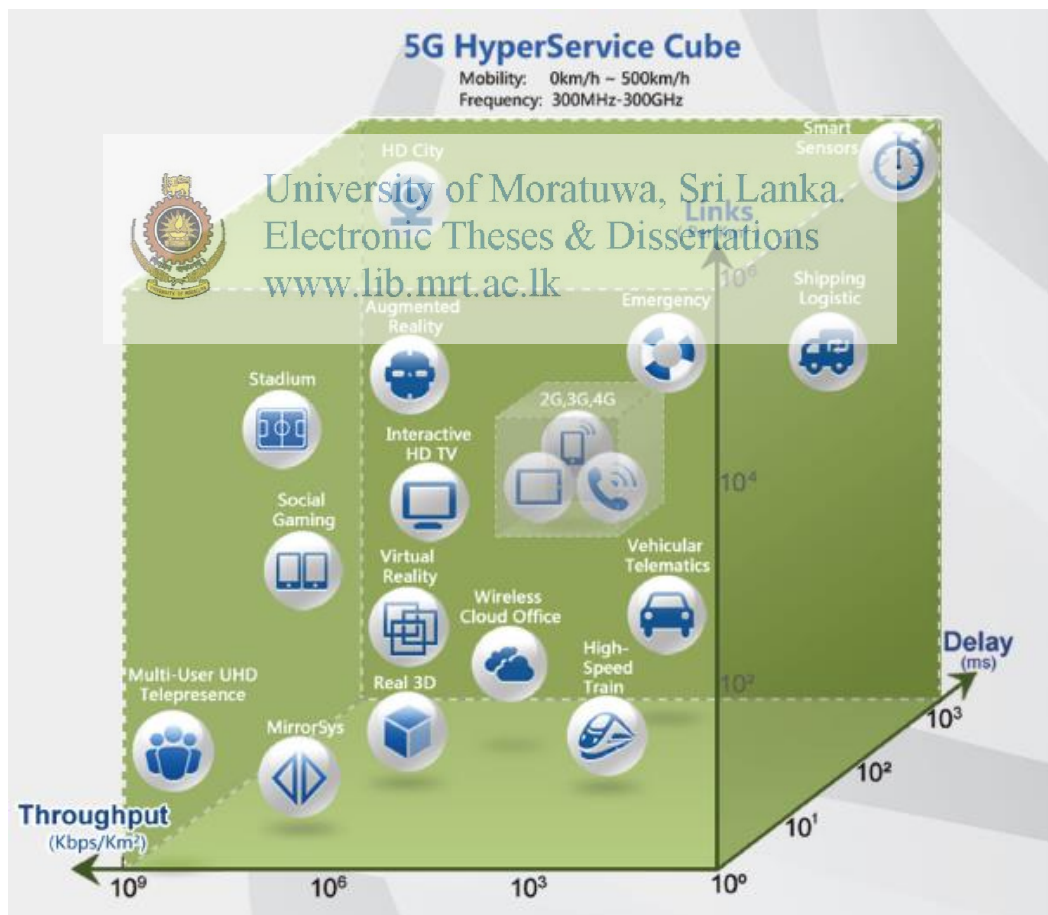 5G HyperService Cube
Mobility: 0km/h ~ 500km/h
Frequency: 300MHz-300GHz
Smart
Sensors
HD City
University of Moratuwa, Sri Lanka.
Electronic Theses & Dissertations
www.lib.mrt.ac.lk
Links
10⁶
Augmented
Reality
Emergency
Shipping
Logistic
Stadium
2G,3G,4G
Interactive
HD TV
10⁴
Social
Gaming
Virtual
Reality
Vehicular
Telematics
Wireless
Cloud Office
High-
Speed
Train
Delay
(ms)
Multi-User UHD
Telepresence
Real 3D
10²
MirrorSys
10³
10²
10¹
Throughput
(Kbps/Km²)
10⁹
10⁶
10³
10⁰